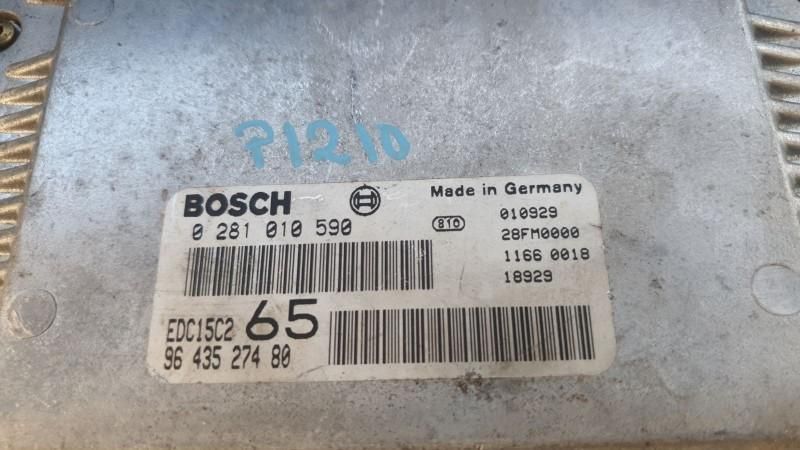 P1210
BOSCH
Made in Germany
0 281 010 590
810
010929
28FM0000
1166 0018
18929
EDC15C2 65
96 435 274 80